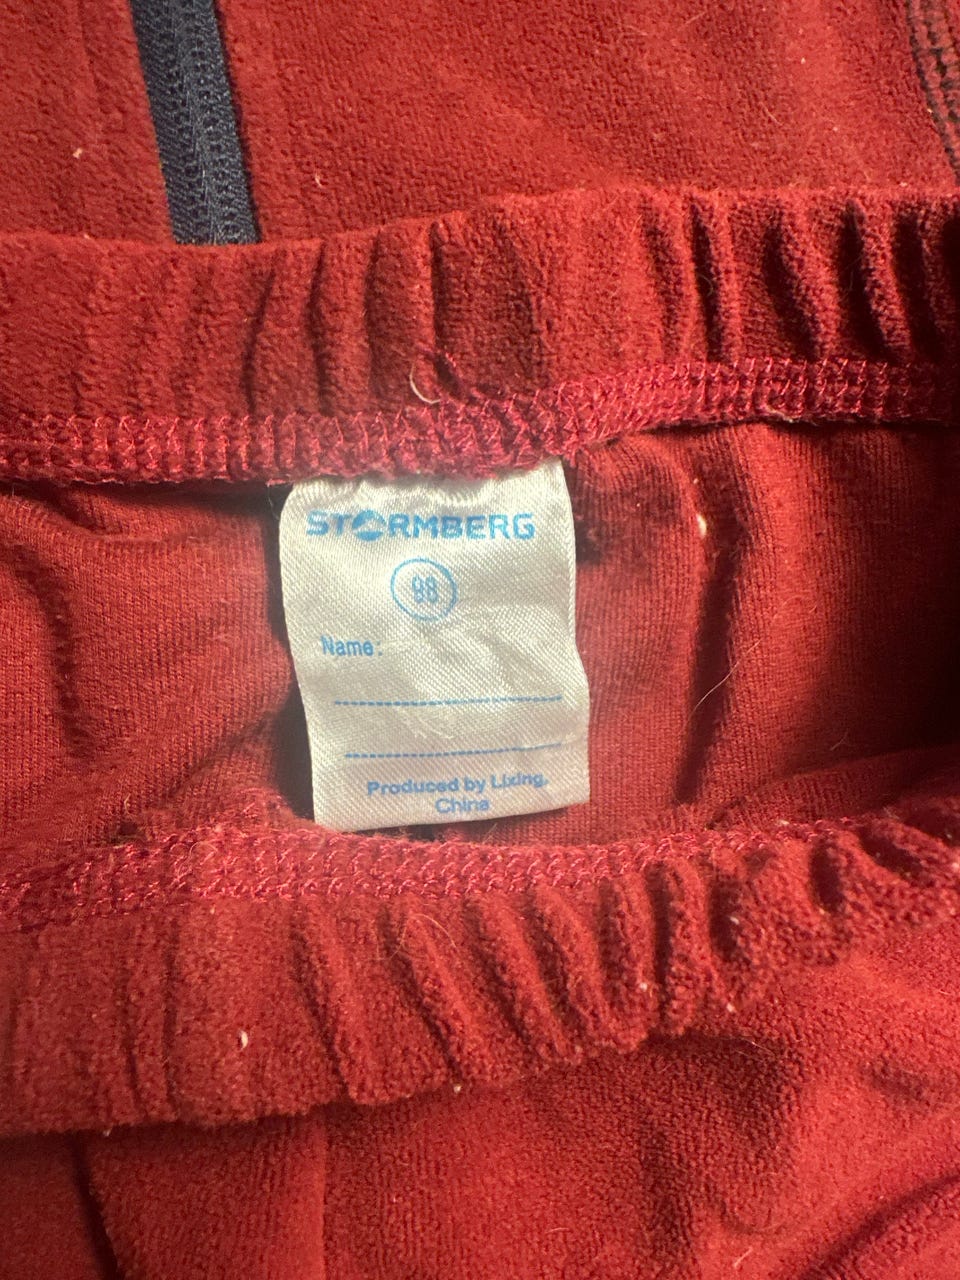 STORMBERG
98
Name:
Produced by Lixing,
China